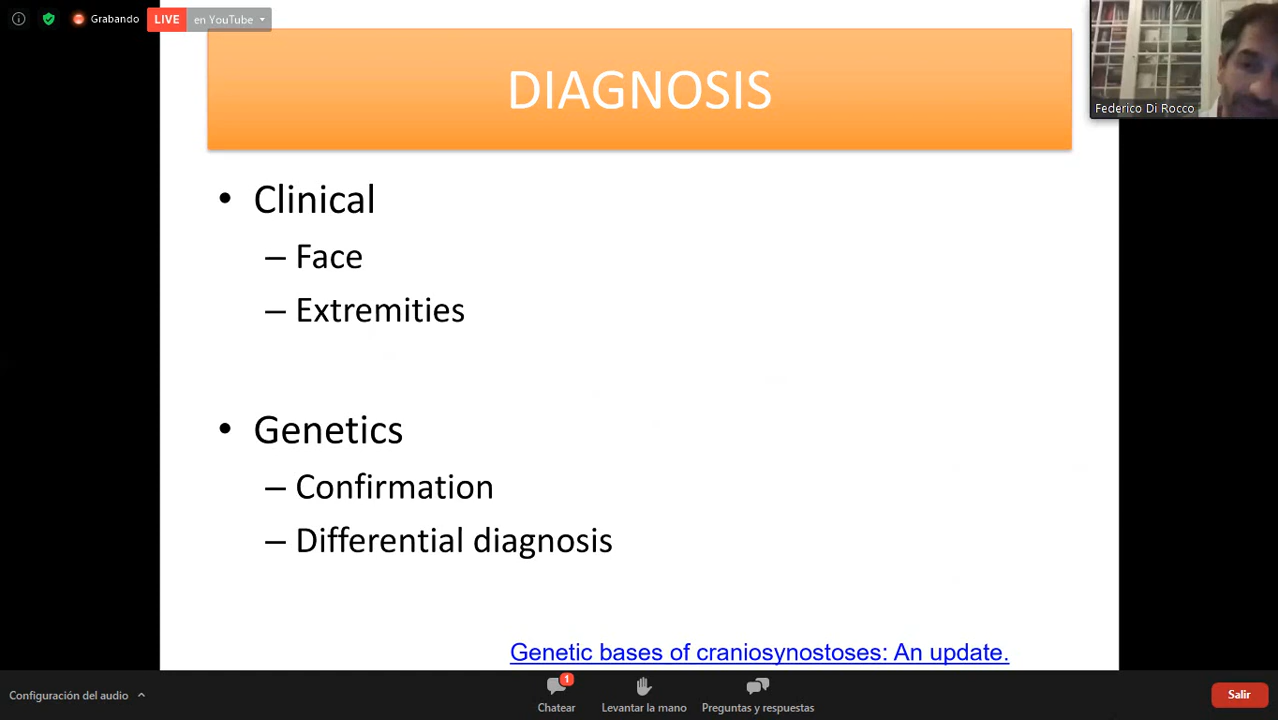 Grabando
LIVE en YouTube
Federico Di Rocco
DIAGNOSIS
• Clinical
– Face
– Extremities
• Genetics
– Confirmation
– Differential diagnosis
Genetic bases of craniosynostoses: An update.
Configuración del audio
1
Chatear
Levantar la mano
Preguntas y respuestas
Salir